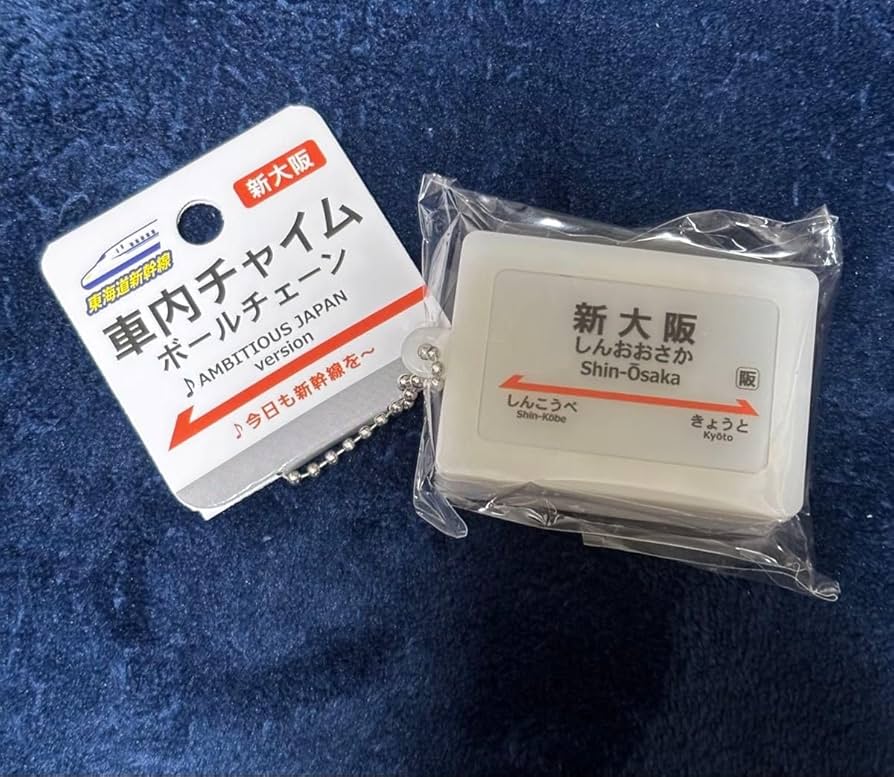 新大阪
東海道新幹線
車内チャイム
ボールチェーン
♪AMBITIOUS JAPAN
version
♪今日も新幹線を〜
新大阪
しんおおさか
Shin-Ōsaka
阪
しんこうべ
Shin-Kōbe
きょうと
Kyōto